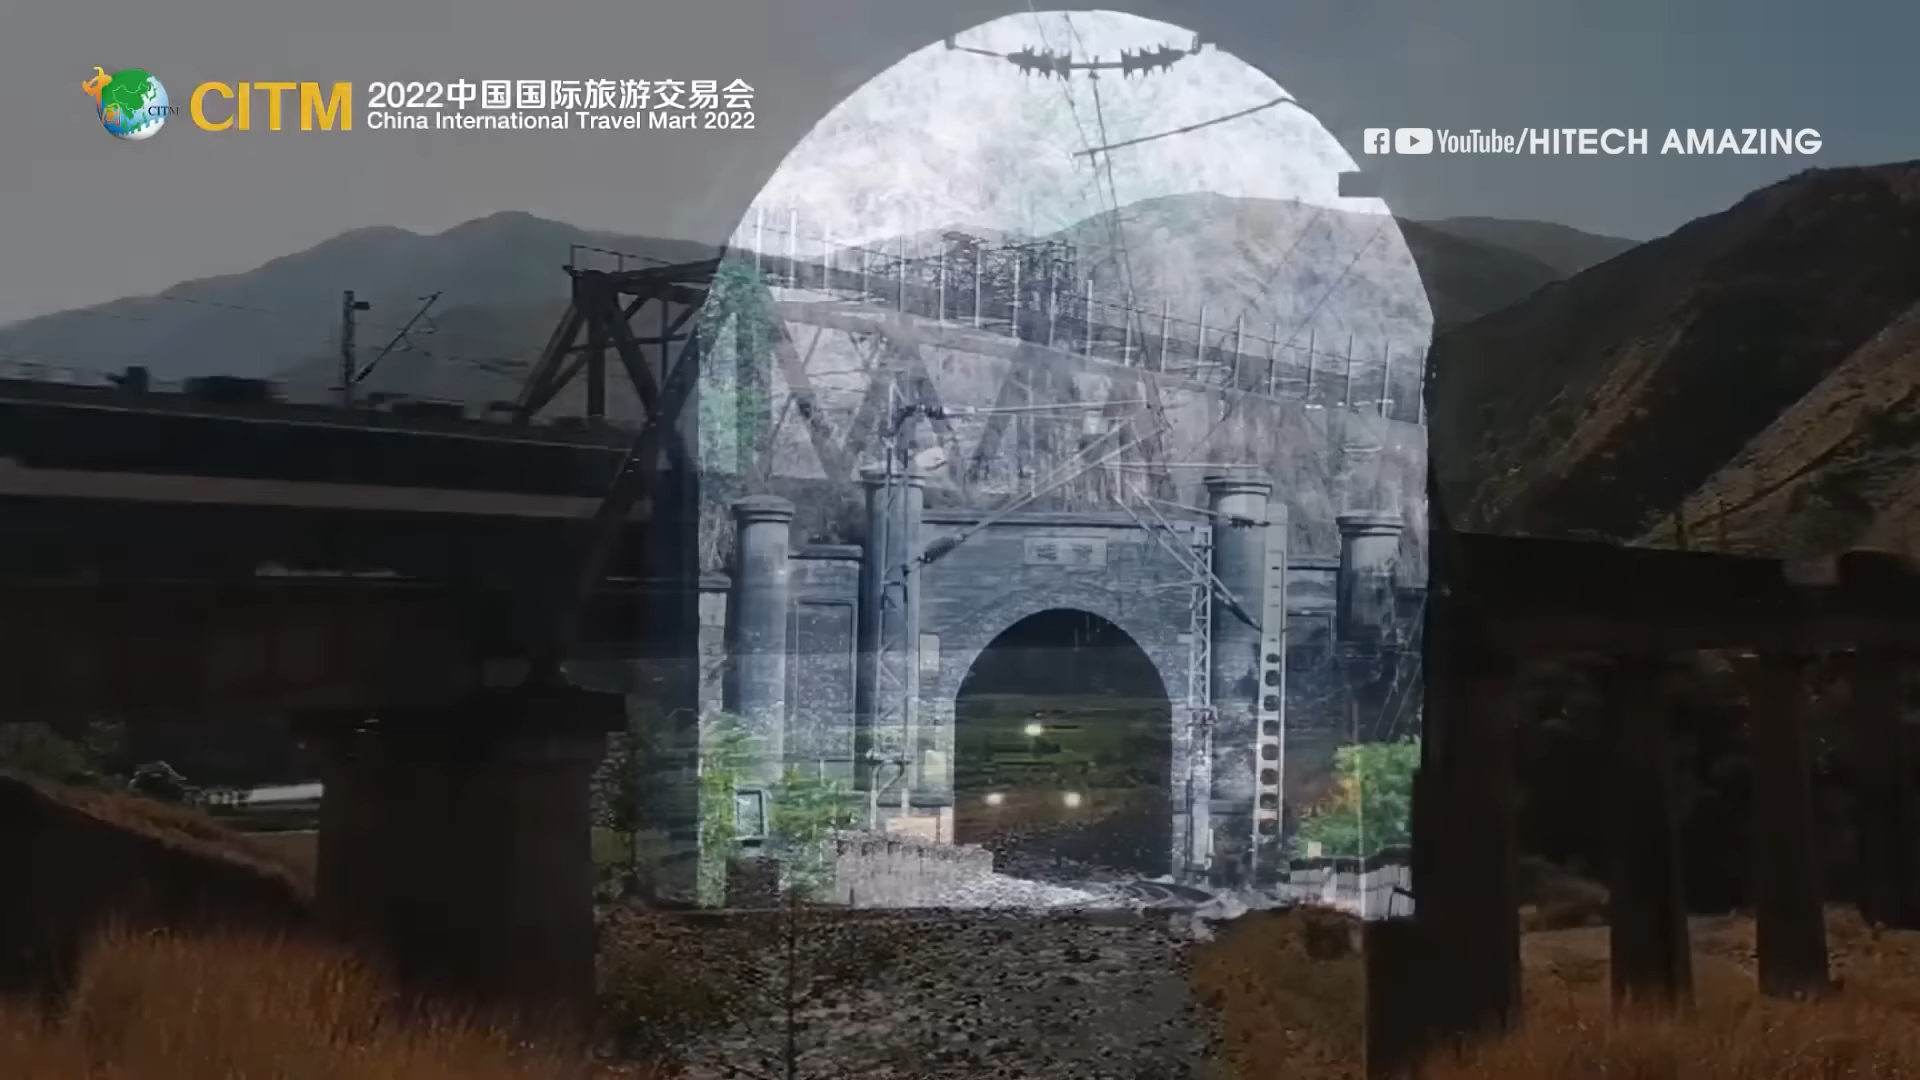 CITM
CITM
2022中国国际旅游交易会
China International Travel Mart 2022
YouTube/HITECH AMAZING